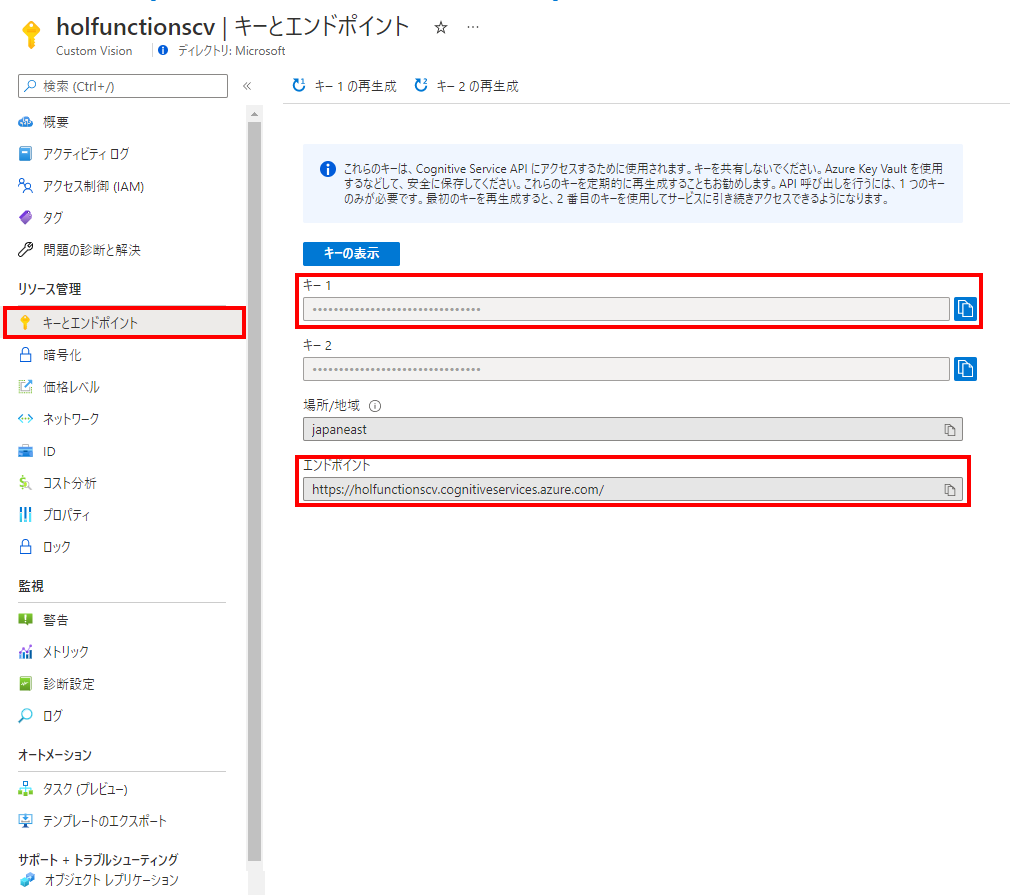 holfunctionscv | キーとエンドポイント
Custom Vision
ディレクトリ: Microsoft
検索 (Ctrl+/)
概要
アクティビティ ログ
アクセス制御 (IAM)
タグ
問題の診断と解決
リソース管理
キーとエンドポイント
暗号化
価格レベル
ネットワーク
ID
コスト分析
プロパティ
ロック
監視
警告
メトリック
診断設定
ログ
オートメーション
タスク (プレビュー)
テンプレートのエクスポート
サポート + トラブルシューティング
オブジェクト レプリケーション
キー 1 の再生成
キー 2 の再生成
これらのキーは、Cognitive Service API にアクセスするために使用されます。キーを共有しないでください。Azure Key Vault を使用
するなどして、安全に保存してください。これらのキーを定期的に再生成することもお勧めします。API 呼び出しを行うには、1 つのキー
のみが必要です。最初のキーを再生成すると、2 番目のキーを使用してサービスに引き続きアクセスできるようになります。
キーの表示
キー 1
••••••••••••••••••••••••••••••••
キー 2
••••••••••••••••••••••••••••••••
場所/地域
japaneast
エンドポイント
https://holfunctionscv.cognitiveservices.azure.com/